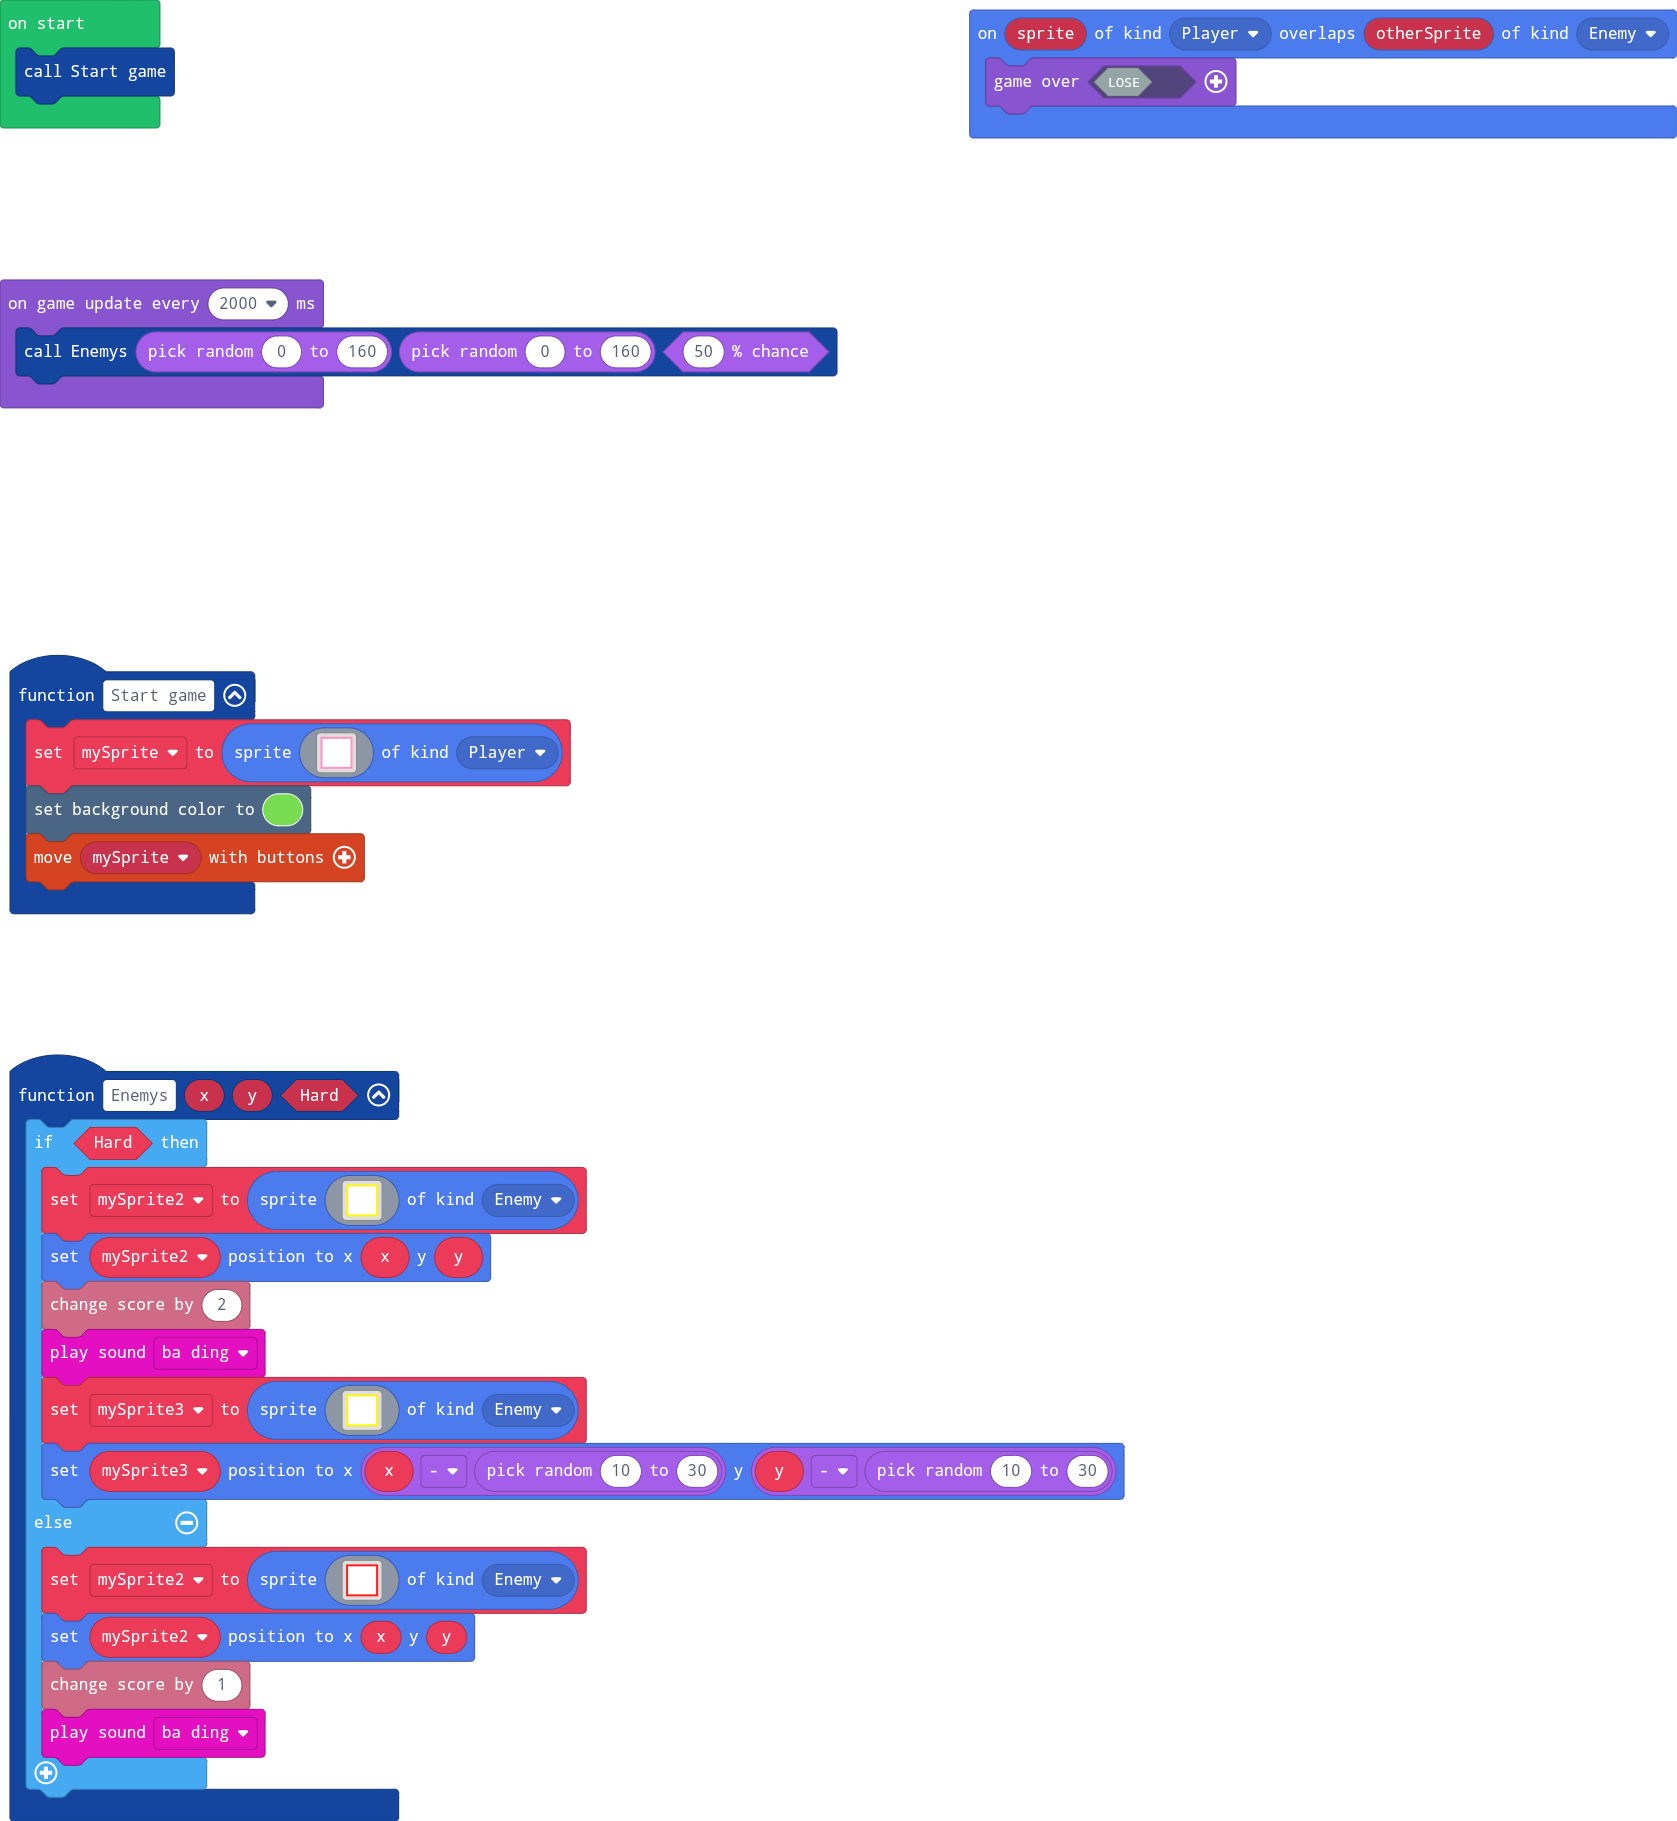 on start
call Start game
on sprite of kind Player overlaps otherSprite of kind Enemy
game over LOSE
on game update every 2000 ms
call Enemys pick random 0 to 160 pick random 0 to 160 50 % chance
function Start game
set mySprite to sprite of kind Player
set background color to
move mySprite with buttons
function Enemys x y Hard
if Hard then
set mySprite2 to sprite of kind Enemy
set mySprite2 position to x x y y
change score by 2
play sound ba ding
set mySprite3 to sprite of kind Enemy
set mySprite3 position to x x - pick random 10 to 30 y y - pick random 10 to 30
else
set mySprite2 to sprite of kind Enemy
set mySprite2 position to x x y y
change score by 1
play sound ba ding